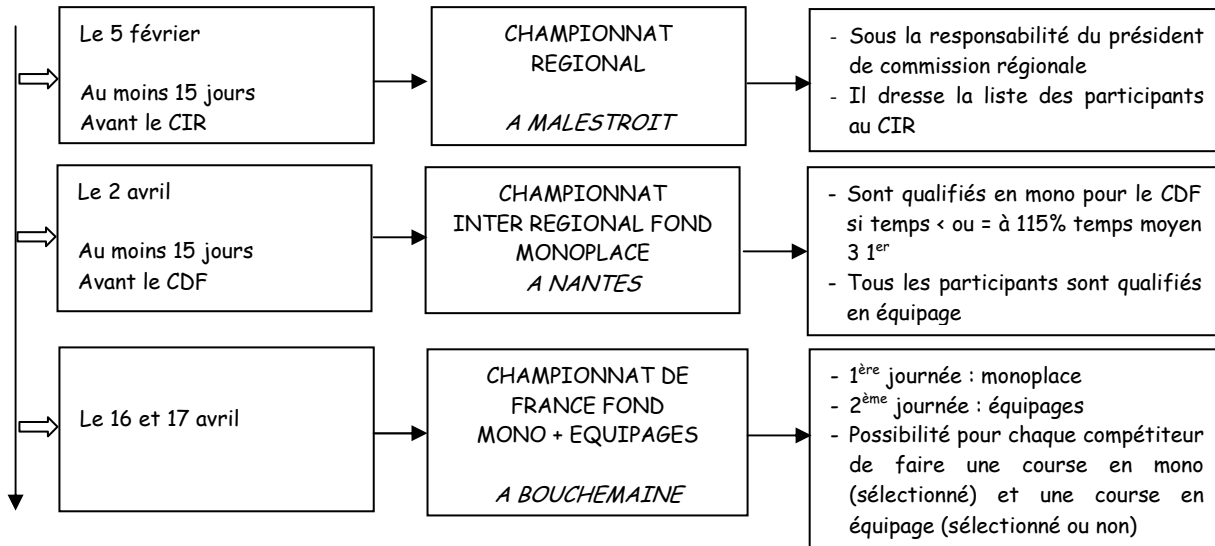 Le 5 février
Au moins 15 jours
Avant le CIR
CHAMPIONNAT
REGIONAL
A MALESTROIT
- Sous la responsabilité du président
de commission régionale
- Il dresse la liste des participants
au CIR
Le 2 avril
Au moins 15 jours
Avant le CDF
CHAMPIONNAT
INTER REGIONAL FOND
MONOPLACE
A NANTES
- Sont qualifiés en mono pour le CDF
si temps < ou = à 115% temps moyen
3 1er
- Tous les participants sont qualifiés
en équipage
Le 16 et 17 avril
CHAMPIONNAT DE
FRANCE FOND
MONO + EQUIPAGES
A BOUCHEMAINE
- 1ère journée : monoplace
- 2ème journée : équipages
- Possibilité pour chaque compétiteur
de faire une course en mono
(sélectionné) et une course en
équipage (sélectionné ou non)